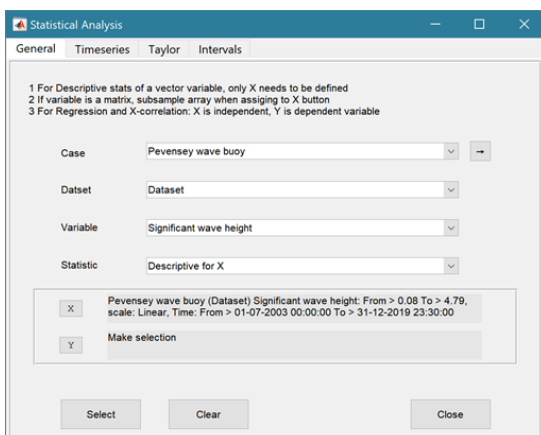 Statistical Analysis
General Timeseries Taylor Intervals
1 For Descriptive stats of a vector variable, only X needs to be defined
2 If variable is a matrix, subsample array when assiging to X button
3 For Regression and X-correlation: X is independent, Y is dependent variable
Case Pevensey wave buoy →
Datset Dataset
Variable Significant wave height
Statistic Descriptive for X
X Pevensey wave buoy (Dataset) Significant wave height: From > 0.08 To > 4.79,
scale: Linear, Time: From > 01-07-2003 00:00:00 To > 31-12-2019 23:30:00
Y Make selection
Select Clear Close